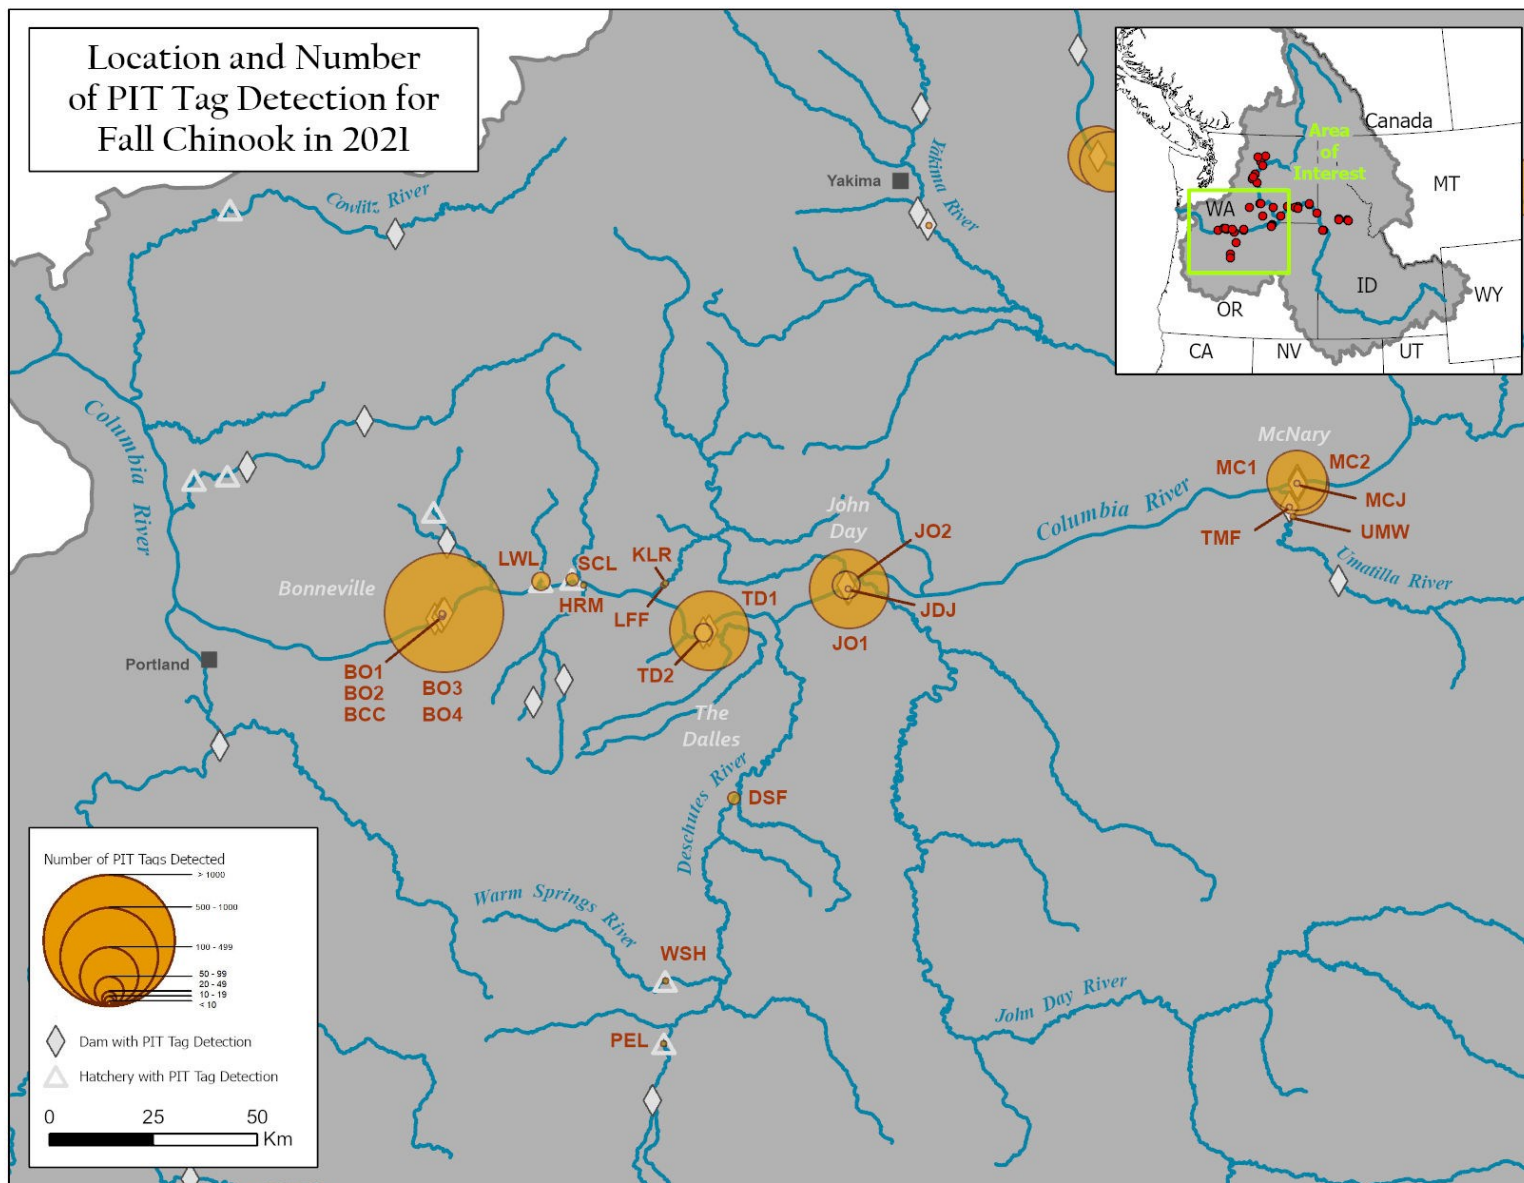 Location and Number
of PIT Tag Detection for
Fall Chinook in 2021
Canada
Area
of
Interest
WA
MT
ID
OR
WY
CA
NV
UT
Cowlitz River
Yakima
Yakima River
Columbia River
McNary
MC1
MC2
MCJ
TMF
UMW
Umatilla River
Columbia River
John
Day
JO2
JDJ
JO1
Bonneville
LWL
SCL
HRM
KLR
LFF
TD1
TD2
The
Dalles
Portland
BO1
BO2
BCC
BO3
BO4
Deschutes River
DSF
Warm Springs River
WSH
PEL
John Day River
Number of PIT Tags Detected
> 1000
500 - 1000
100 - 499
50 - 99
20 - 49
10 - 19
< 10
Dam with PIT Tag Detection
Hatchery with PIT Tag Detection
0 25 50
Km